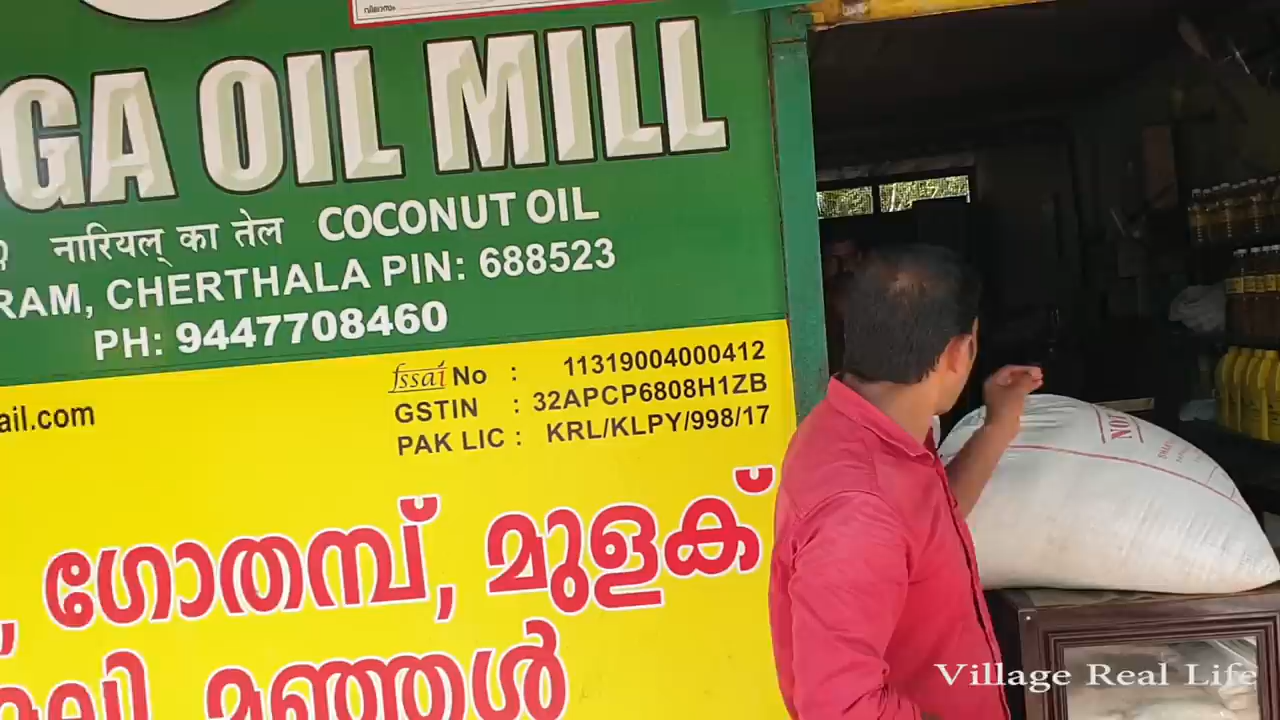 വിലാസം
GA OIL MILL
नारियल् का तेल COCONUT OIL
RAM, CHERTHALA PIN: 688523
PH: 9447708460
fssai No : 11319004000412
ail.com
GSTIN : 32APCP6808H1ZB
PAK LIC : KRL/KLPY/998/17
, ഗോതമ്പ്, മുളക്
മഞ്ഞൾ
Village Real Life